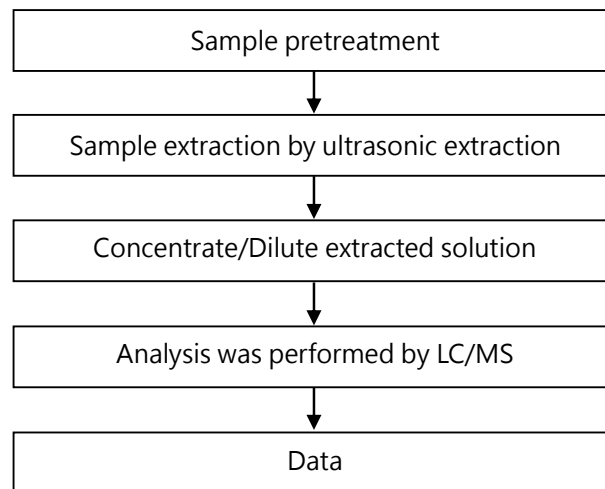 Sample pretreatment
Sample extraction by ultrasonic extraction
Concentrate/Dilute extracted solution
Analysis was performed by LC/MS
Data